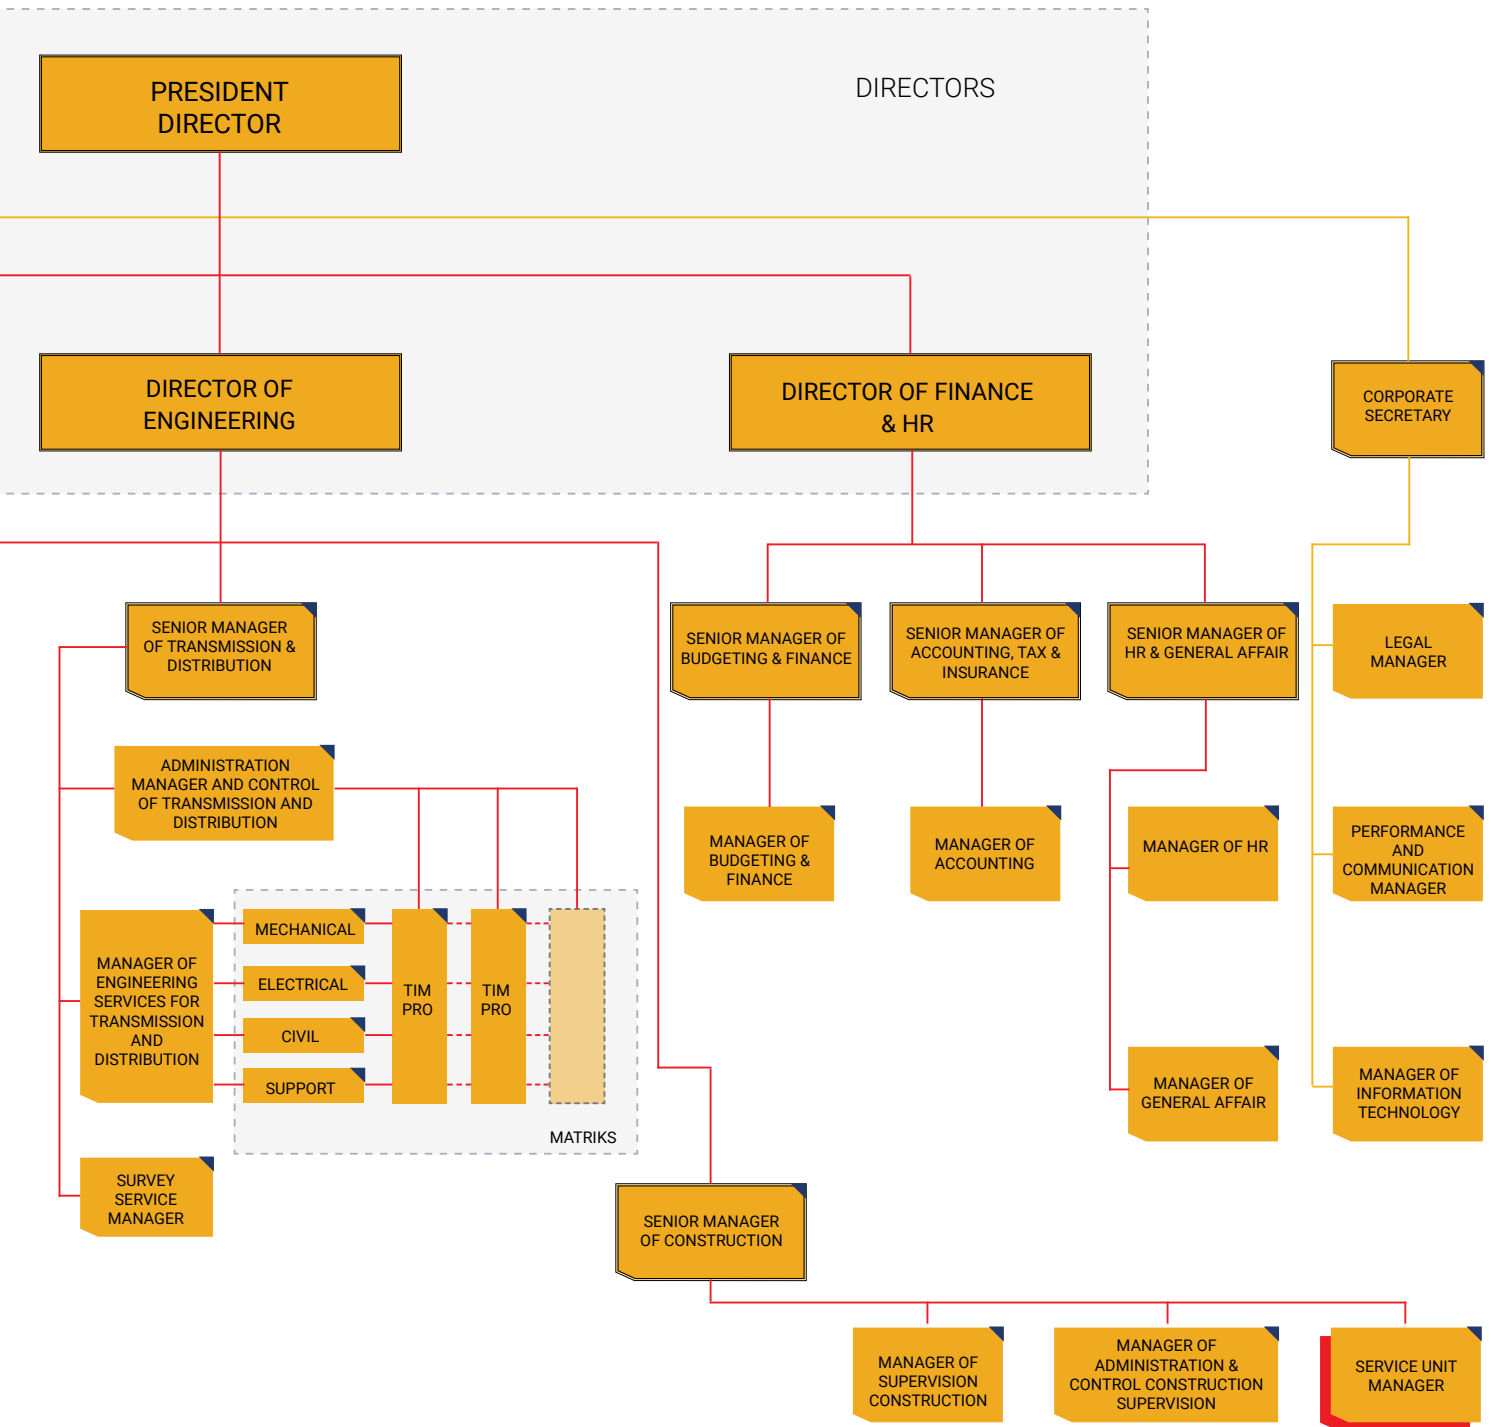 PRESIDENT
DIRECTOR
DIRECTORS
DIRECTOR OF
ENGINEERING
DIRECTOR OF FINANCE
& HR
CORPORATE
SECRETARY
SENIOR MANAGER
OF TRANSMISSION &
DISTRIBUTION
SENIOR MANAGER OF
BUDGETING & FINANCE
SENIOR MANAGER OF
ACCOUNTING, TAX &
INSURANCE
SENIOR MANAGER OF
HR & GENERAL AFFAIR
LEGAL
MANAGER
ADMINISTRATION
MANAGER AND CONTROL
OF TRANSMISSION AND
DISTRIBUTION
MANAGER OF
BUDGETING &
FINANCE
MANAGER OF
ACCOUNTING
MANAGER OF HR
PERFORMANCE
AND
COMMUNICATION
MANAGER
MANAGER OF
ENGINEERING
SERVICES FOR
TRANSMISSION
AND
DISTRIBUTION
MECHANICAL
ELECTRICAL
CIVIL
SUPPORT
TIM
PRO
TIM
PRO
MATRIKS
MANAGER OF
GENERAL AFFAIR
MANAGER OF
INFORMATION
TECHNOLOGY
SURVEY
SERVICE
MANAGER
SENIOR MANAGER
OF CONSTRUCTION
MANAGER OF
SUPERVISION
CONSTRUCTION
MANAGER OF
ADMINISTRATION &
CONTROL CONSTRUCTION
SUPERVISION
SERVICE UNIT
MANAGER